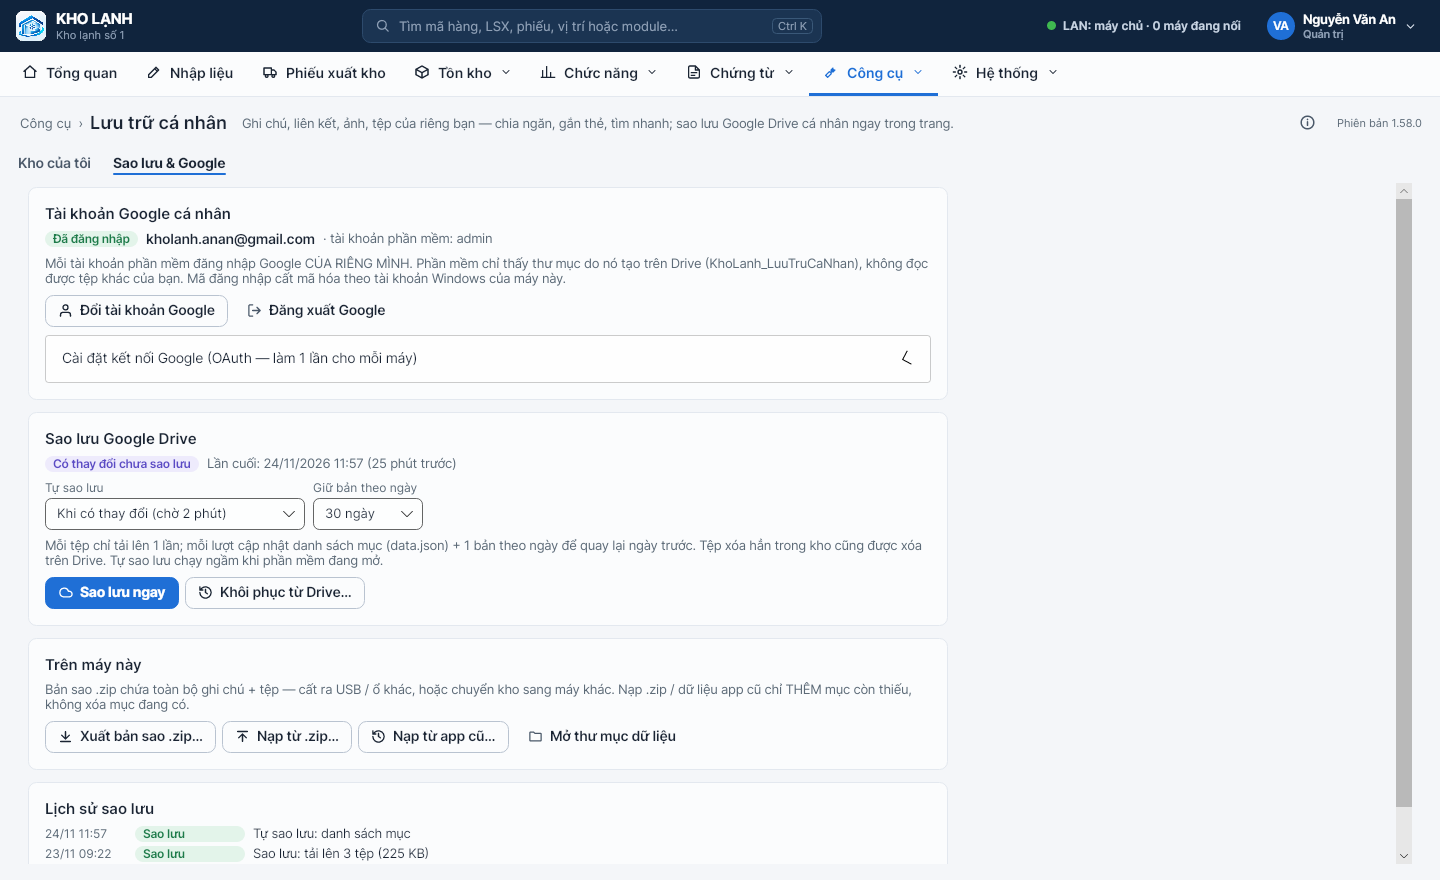 KHO LẠNH
Kho lạnh số 1
Tìm mã hàng, LSX, phiếu, vị trí hoặc module...
Ctrl K
LAN: máy chủ · 0 máy đang nối
VA
Nguyễn Văn An
Quản trị
Tổng quan
Nhập liệu
Phiếu xuất kho
Tồn kho
Chức năng
Chứng từ
Công cụ
Hệ thống
Công cụ › Lưu trữ cá nhân
Ghi chú, liên kết, ảnh, tệp của riêng bạn — chia ngăn, gắn thẻ, tìm nhanh; sao lưu Google Drive cá nhân ngay trong trang.
Phiên bản 1.58.0
Kho của tôi
Sao lưu & Google
Tài khoản Google cá nhân
Đã đăng nhập kholanh.anan@gmail.com · tài khoản phần mềm: admin
Mỗi tài khoản phần mềm đăng nhập Google CỦA RIÊNG MÌNH. Phần mềm chỉ thấy thư mục do nó tạo trên Drive (KhoLanh_LuuTruCaNhan), không đọc
được tệp khác của bạn. Mã đăng nhập cất mã hóa theo tài khoản Windows của máy này.
Đổi tài khoản Google
Đăng xuất Google
Cài đặt kết nối Google (OAuth — làm 1 lần cho mỗi máy)
Sao lưu Google Drive
Có thay đổi chưa sao lưu Lần cuối: 24/11/2026 11:57 (25 phút trước)
Tự sao lưu
Giữ bản theo ngày
Khi có thay đổi (chờ 2 phút)
30 ngày
Mỗi tệp chỉ tải lên 1 lần; mỗi lượt cập nhật danh sách mục (data.json) + 1 bản theo ngày để quay lại ngày trước. Tệp xóa hẳn trong kho cũng được xóa
trên Drive. Tự sao lưu chạy ngầm khi phần mềm đang mở.
Sao lưu ngay
Khôi phục từ Drive...
Trên máy này
Bản sao .zip chứa toàn bộ ghi chú + tệp — cất ra USB / ổ khác, hoặc chuyển kho sang máy khác. Nạp .zip / dữ liệu app cũ chỉ THÊM mục còn thiếu,
không xóa mục đang có.
Xuất bản sao .zip...
Nạp từ .zip...
Nạp từ app cũ...
Mở thư mục dữ liệu
Lịch sử sao lưu
24/11 11:57 Sao lưu Tự sao lưu: danh sách mục
23/11 09:22 Sao lưu Sao lưu: tải lên 3 tệp (225 KB)